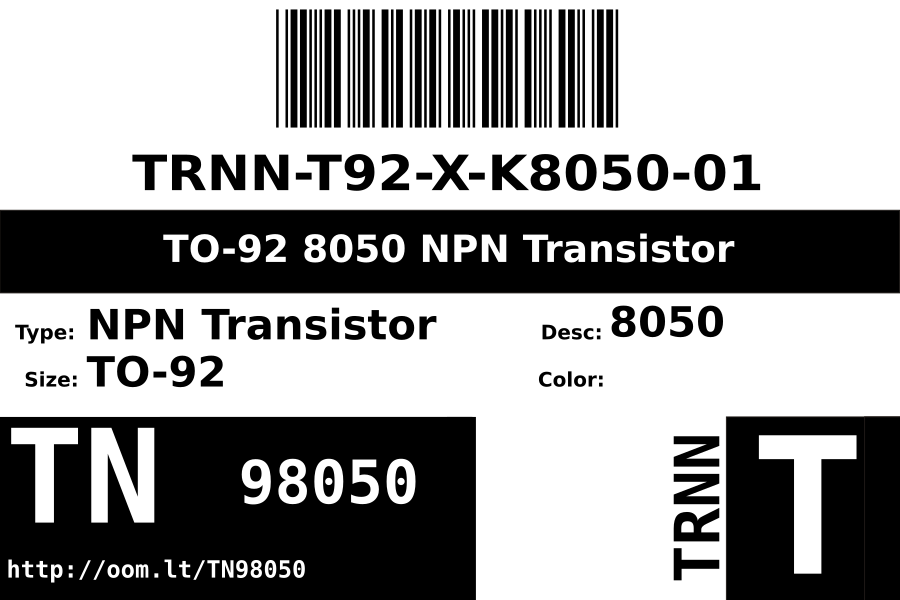 TRNN-T92-X-K8050-01
TO-92 8050 NPN Transistor
Type: NPN Transistor
Desc: 8050
Size: TO-92
Color:
TN 98050
http://oom.lt/TN98050
TRNN
T